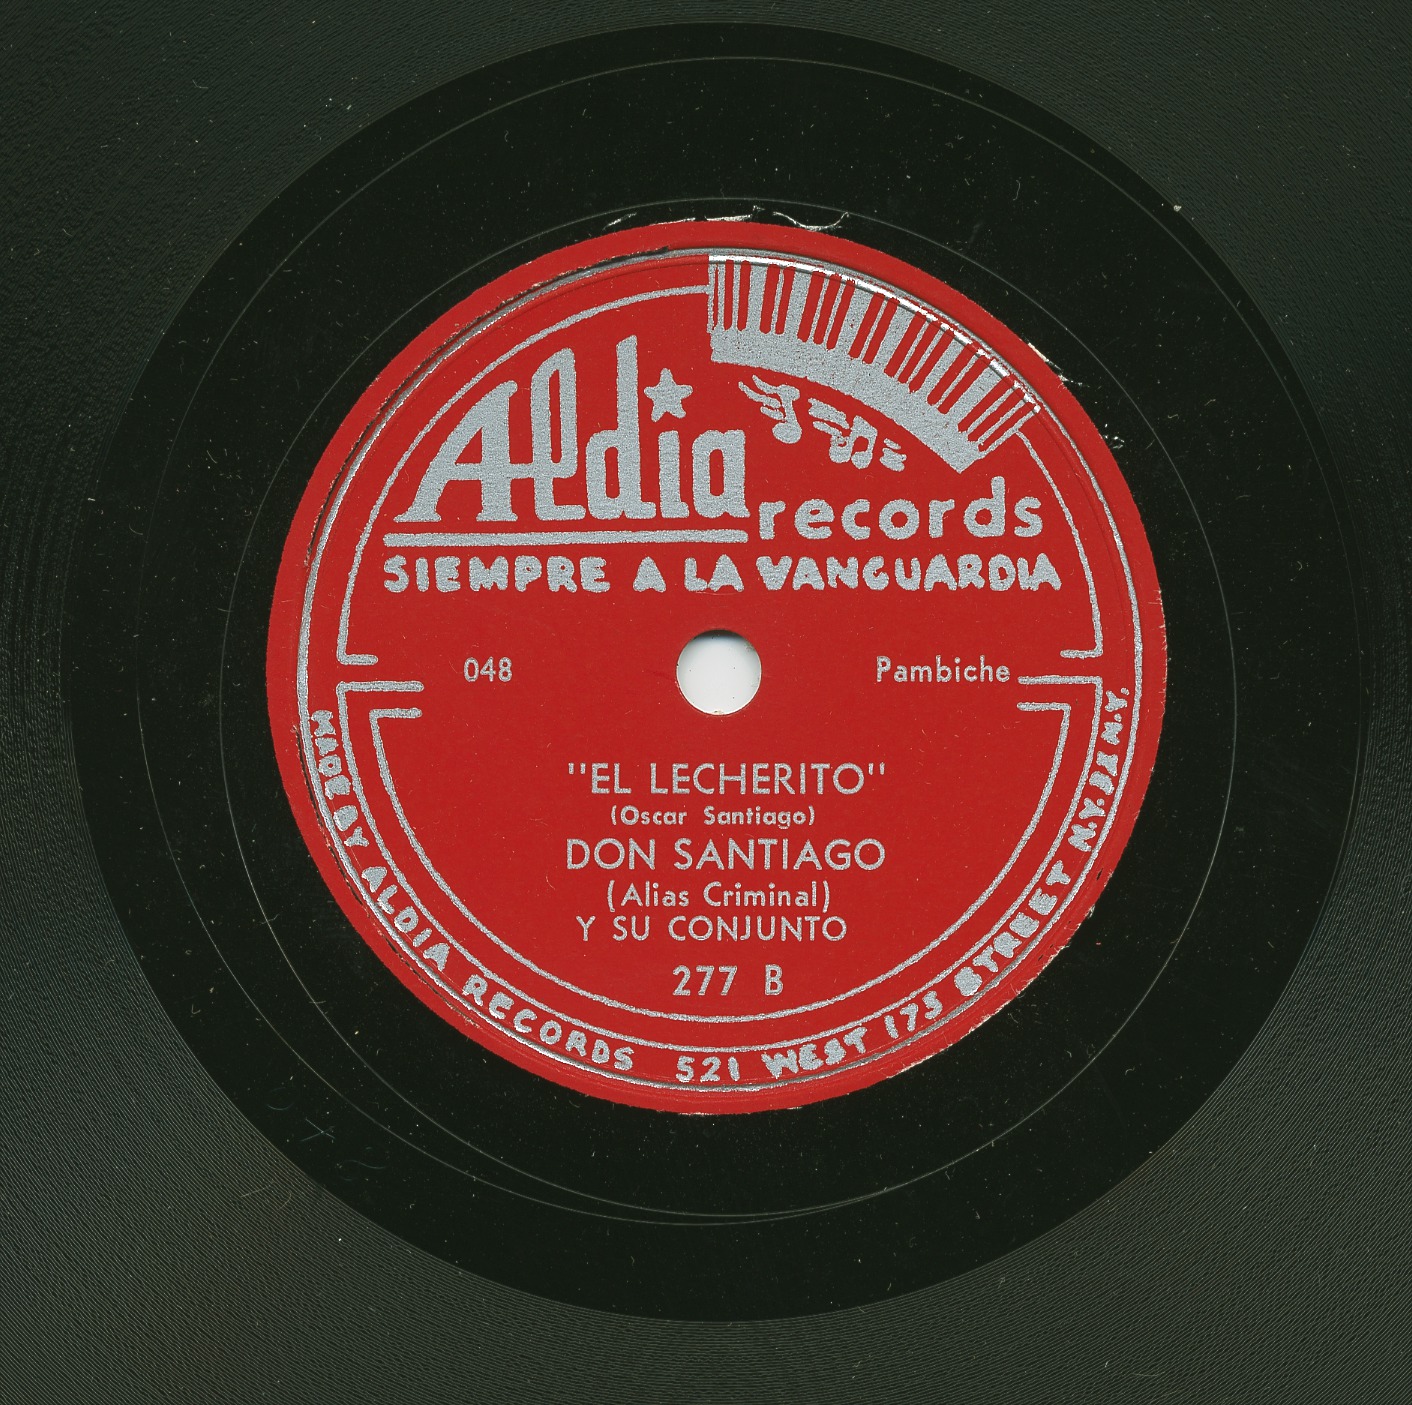 Aldia records
SIEMPRE A LA VANGUARDIA
048
Pambiche
"EL LECHERITO"
(Oscar Santiago)
DON SANTIAGO
(Alias Criminal)
Y SU CONJUNTO
277 B
MADE BY ALDIA RECORDS 521 WEST 175 STREET N.Y. 32 N.Y.